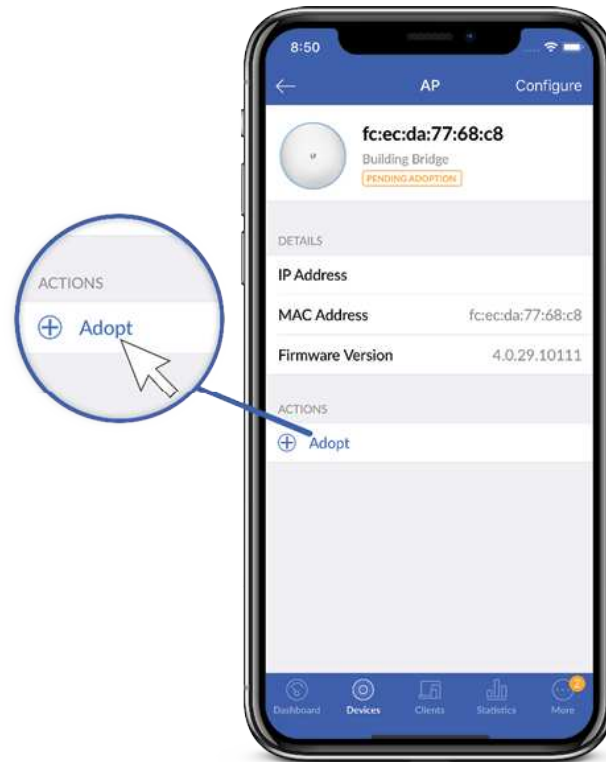 8:50
AP
Configure
fc:ec:da:77:68:c8
Building Bridge
PENDING ADOPTION
DETAILS
IP Address
MAC Address fc:ec:da:77:68:c8
Firmware Version 4.0.29.10111
ACTIONS
Adopt
ACTIONS
Adopt
Dashboard
Devices
Clients
Statistics
More
2